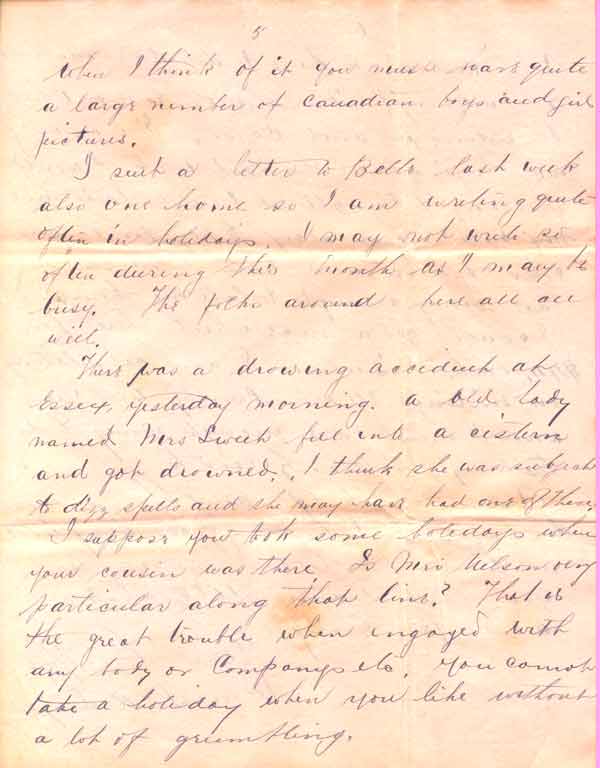 5
when I think of it you must have quite
a large number of Canadian boys and girl
pictures.
I sent a letter to Belle last week
also one home so I am writing quite
often in holidays. I may not write so
often during this month as I may be
busy. The folks around here all are
well.
There was a drowing accident at
Essex, yesterday morning. a old lady
named Mrs fell into a cistern
and got drowned. I think she was subject
to dizz spells and she may have had one of them.
I suppose you took some holidays when
your cousin was there Is Mrs Nelson very
particular along that line? That is
the great trouble when engaged with
any body or Companys etc. you cannot
take a holiday when you like without
a lot of grumbling.